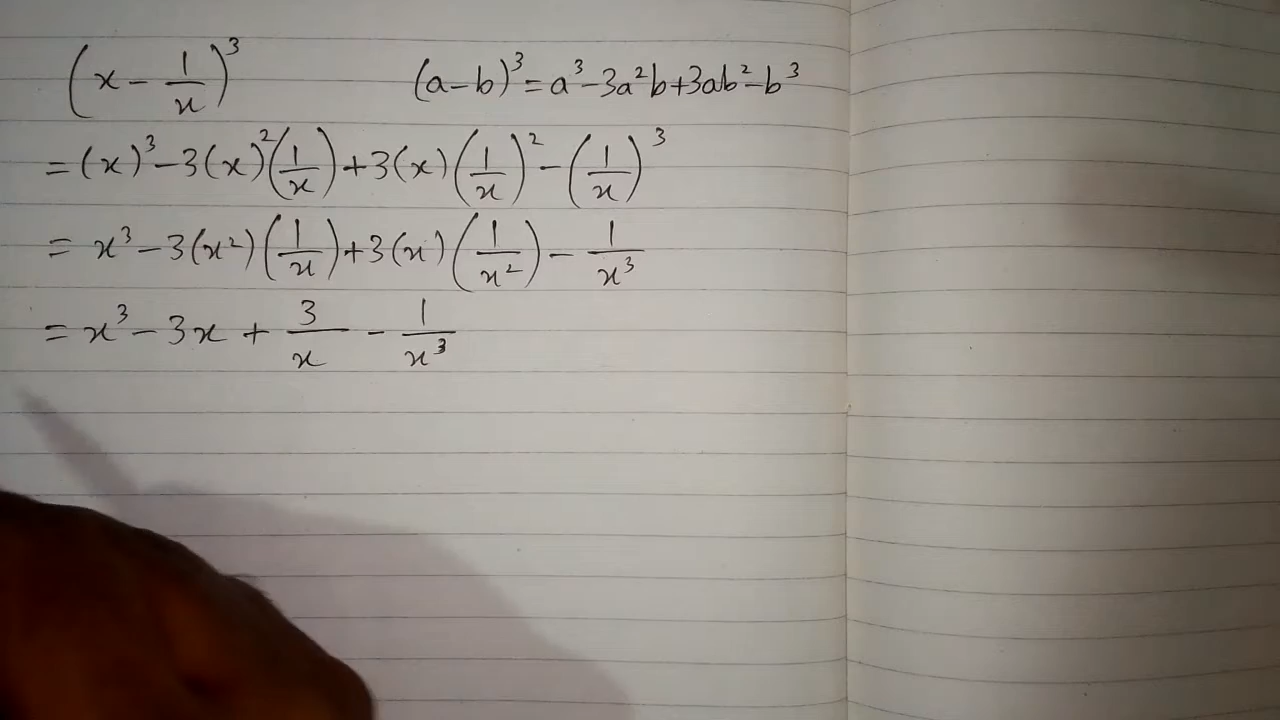 (x - 1/x)³ (a-b)³ = a³ - 3a²b + 3ab² - b³
= (x)³ - 3(x)²(1/x) + 3(x)(1/x)² - (1/x)³
= x³ - 3(x²)(1/x) + 3(x)(1/x²) - 1/x³
= x³ - 3x + 3/x - 1/x³